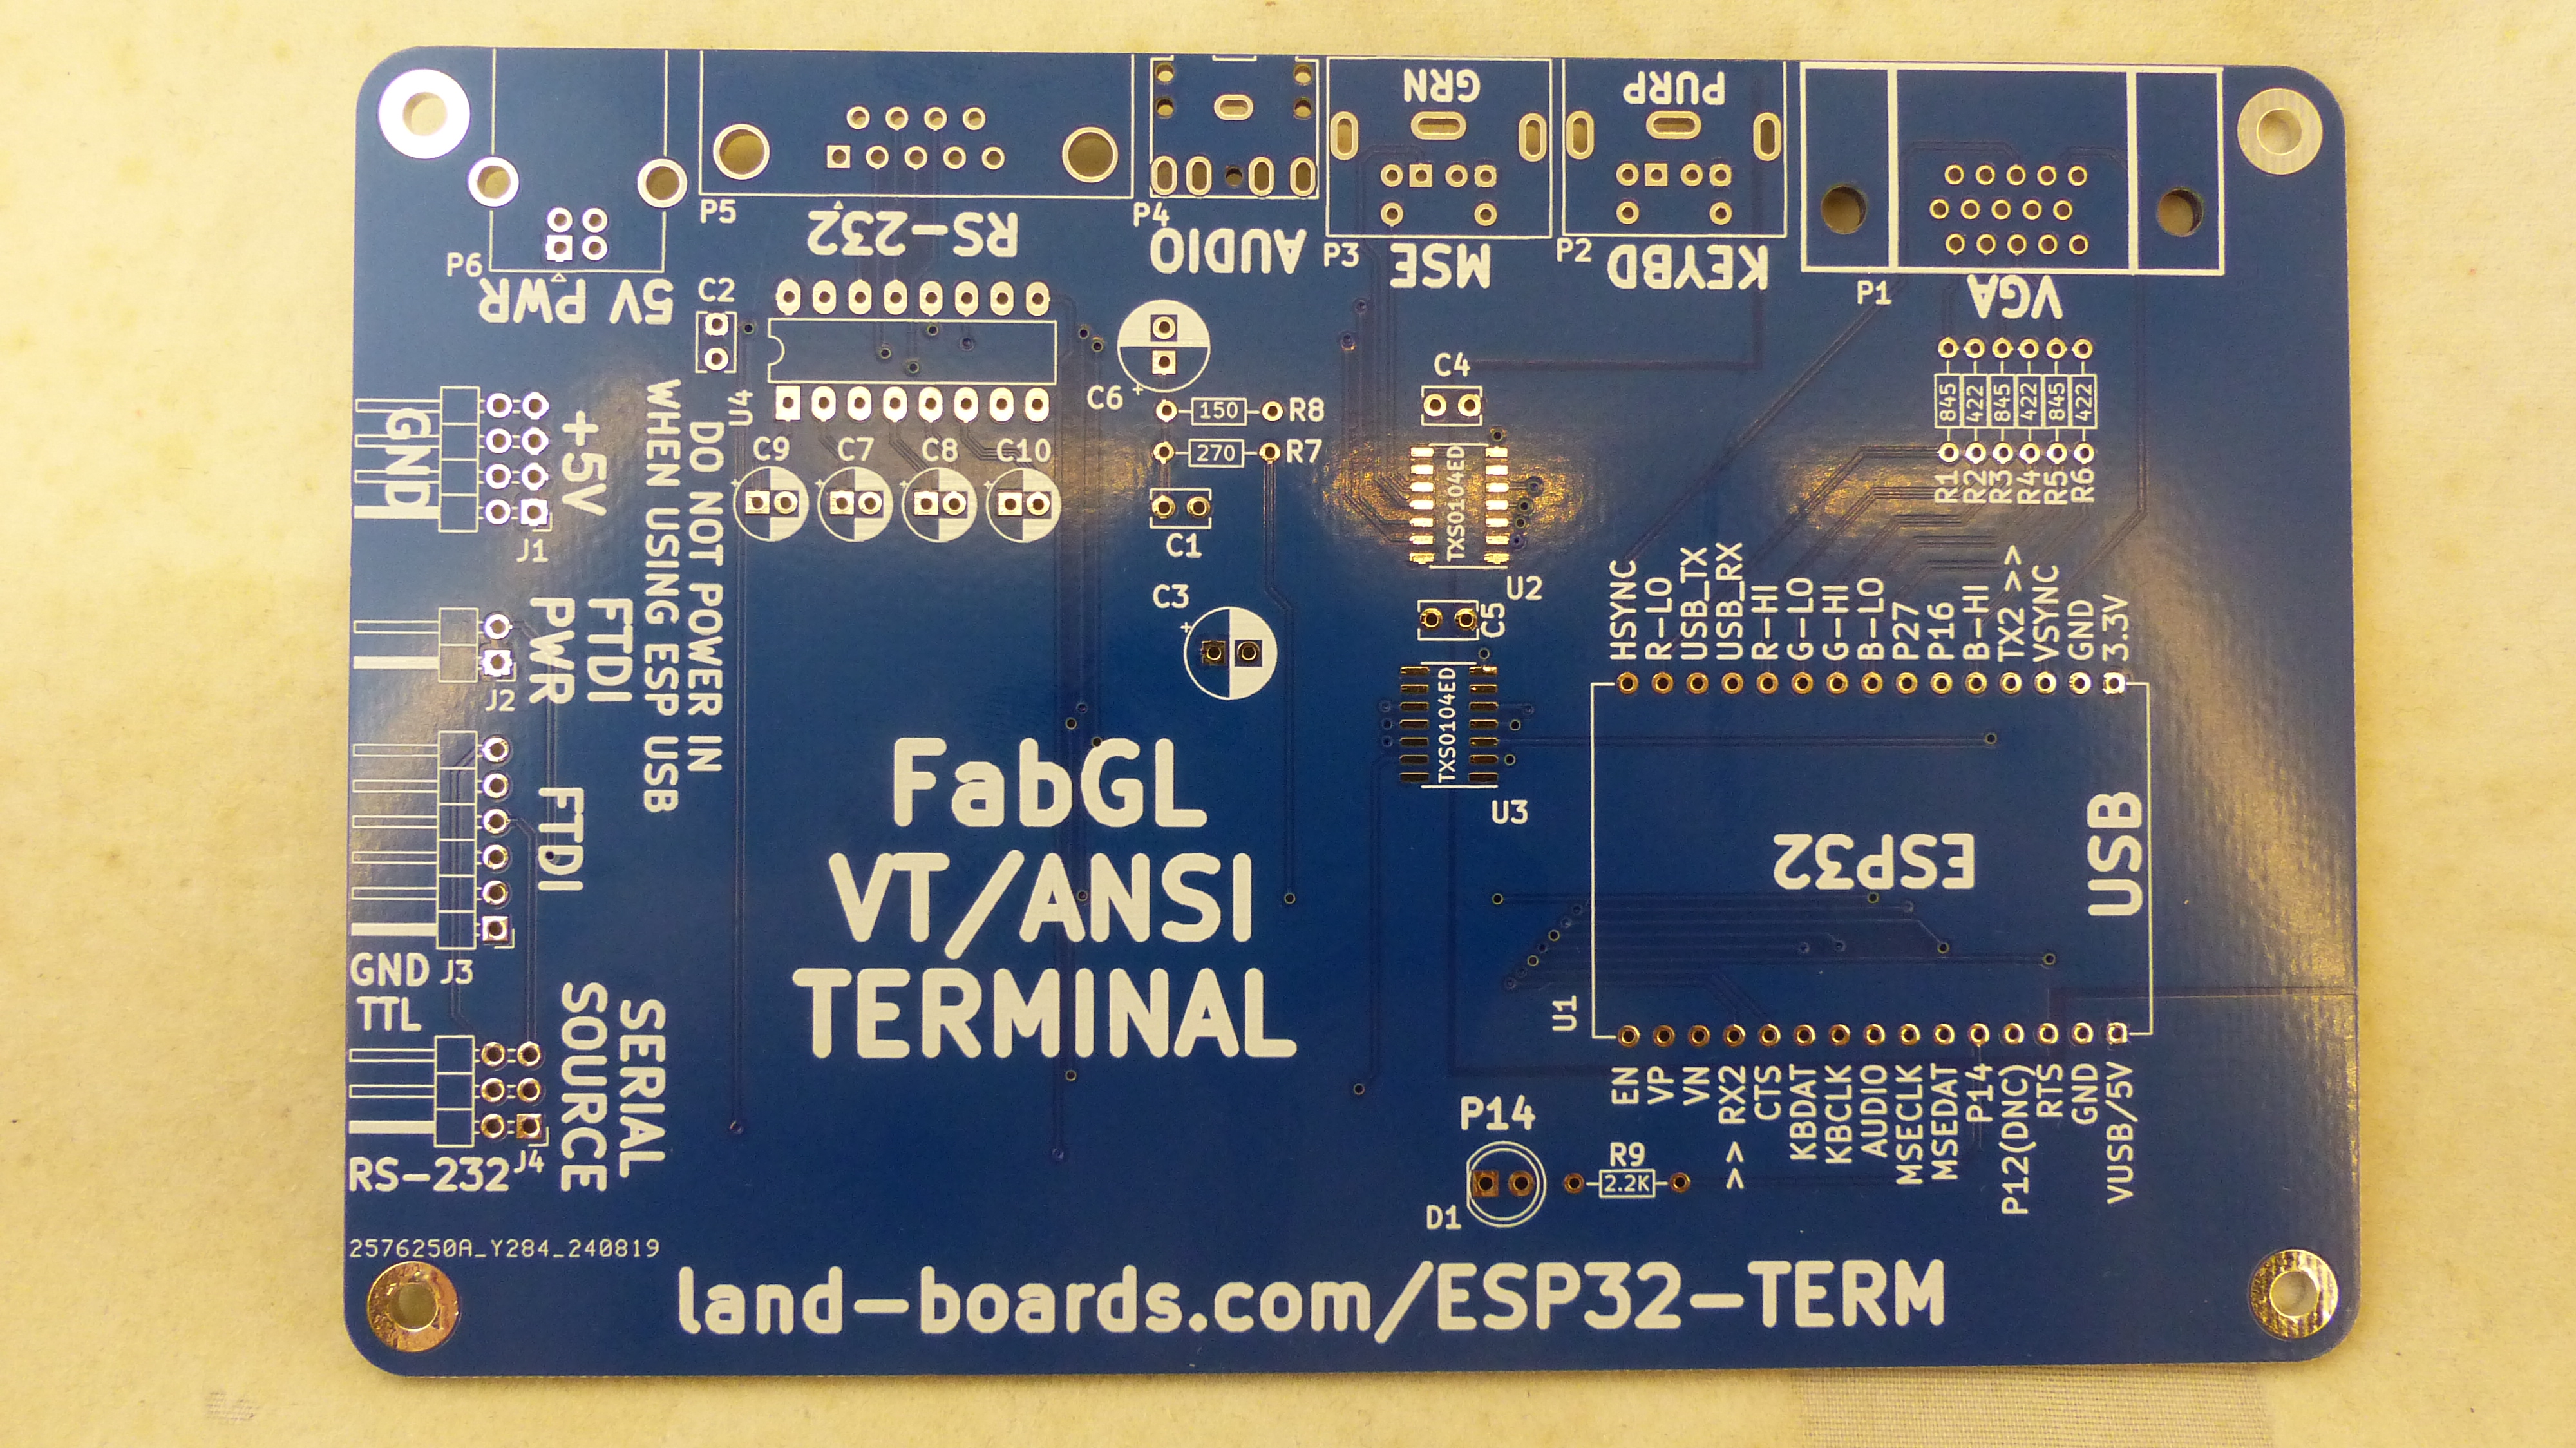 GRN
PURP
P5
P4
P3
P2
P1
P6
RS-232
AUDIO
MSE
KEYBD
VGA
5V PWR
C2
U4
C6
+
150
R8
270
R7
C9
C7
C8
C10
+
+
+
+
C1
C3
+
C4
TXS0104ED
U2
C5
TXS0104ED
U3
845
422
845
422
845
422
R1
R2
R3
R4
R5
R6
GND
+5V
J1
DO NOT POWER IN
WHEN USING ESP USB
FTDI
PWR
J2
FTDI
GND
J3
TTL
SERIAL
SOURCE
RS-232
J4
FabGL
VT/ANSI
TERMINAL
HSYNC
R-LO
USB_TX
USB_RX
R-HI
G-LO
G-HI
B-LO
P27
P16
B-HI
TX2 >>
VSYNC
GND
3.3V
ESP32
USB
U1
EN
VP
VN
>> RX2
CTS
KBDAT
KBCLK
AUDIO
MSECLK
MSEDAT
P14
P12(DNC)
RTS
GND
VUSB/5V
P14
D1
R9
2.2K
2576250A_Y284_240819
land-boards.com/ESP32-TERM